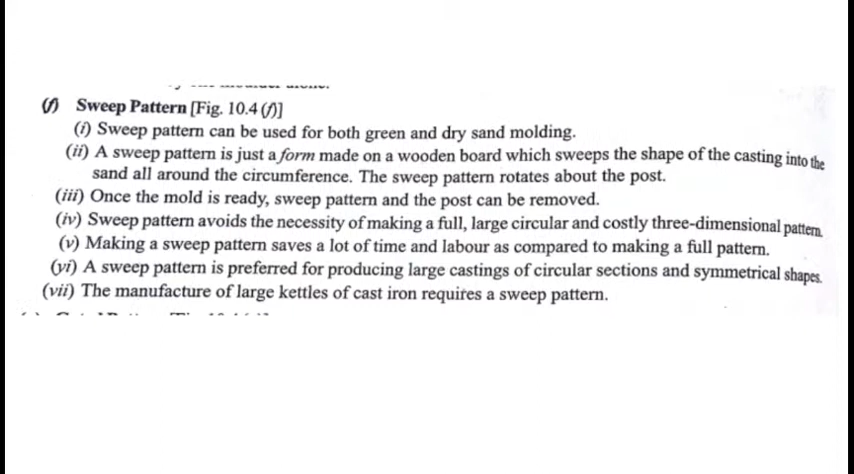 (f) Sweep Pattern [Fig. 10.4 (f)]
(i) Sweep pattern can be used for both green and dry sand molding.
(ii) A sweep pattern is just a form made on a wooden board which sweeps the shape of the casting into the
sand all around the circumference. The sweep pattern rotates about the post.
(iii) Once the mold is ready, sweep pattern and the post can be removed.
(iv) Sweep pattern avoids the necessity of making a full, large circular and costly three-dimensional pattern.
(v) Making a sweep pattern saves a lot of time and labour as compared to making a full pattern.
(vi) A sweep pattern is preferred for producing large castings of circular sections and symmetrical shapes.
(vii) The manufacture of large kettles of cast iron requires a sweep pattern.